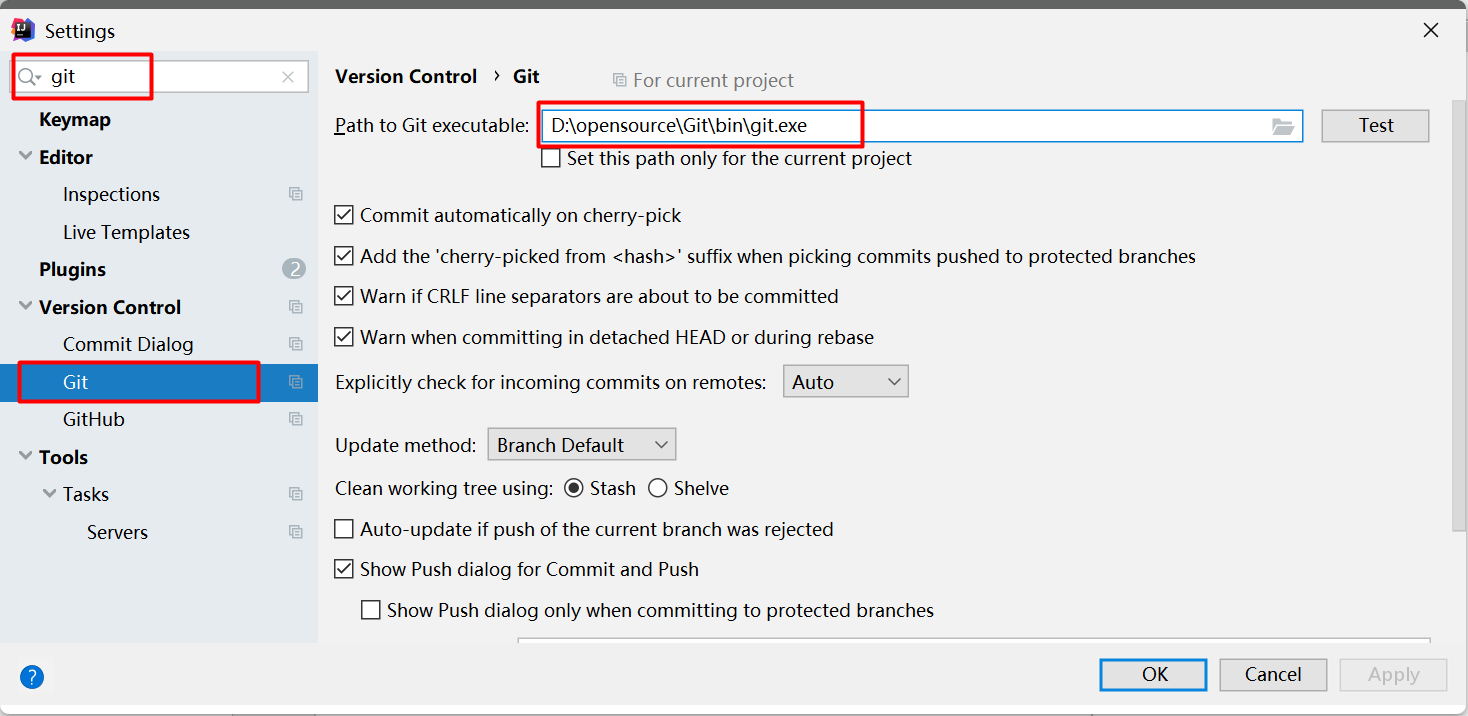 Settings
git
Keymap
Editor
Inspections
Live Templates
Plugins 2
Version Control
Commit Dialog
Git
GitHub
Tools
Tasks
Servers
Version Control › Git For current project
Path to Git executable: D:\opensource\Git\bin\git.exe Test
Set this path only for the current project
Commit automatically on cherry-pick
Add the 'cherry-picked from <hash>' suffix when picking commits pushed to protected branches
Warn if CRLF line separators are about to be committed
Warn when committing in detached HEAD or during rebase
Explicitly check for incoming commits on remotes: Auto
Update method: Branch Default
Clean working tree using: Stash Shelve
Auto-update if push of the current branch was rejected
Show Push dialog for Commit and Push
Show Push dialog only when committing to protected branches
? OK Cancel Apply